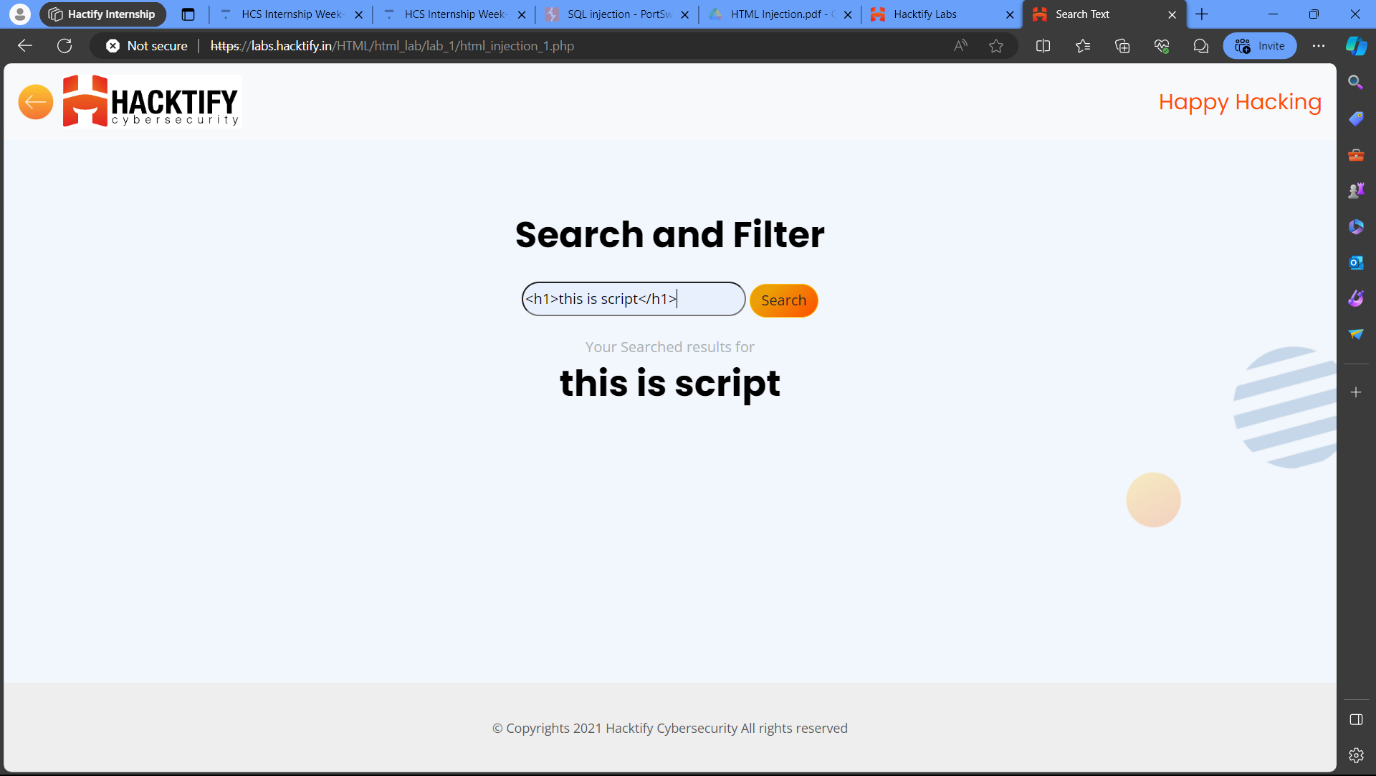 Hactify Internship
HCS Internship Week-
HCS Internship Week-
SQL injection - PortSw
HTML Injection.pdf - G
Hacktify Labs
Search Text
Not secure
https://labs.hacktify.in/HTML/html_lab/lab_1/html_injection_1.php
Invite
HACKTIFY
cybersecurity
Happy Hacking
Search and Filter
<h1>this is script</h1>
Search
Your Searched results for
this is script
© Copyrights 2021 Hacktify Cybersecurity All rights reserved